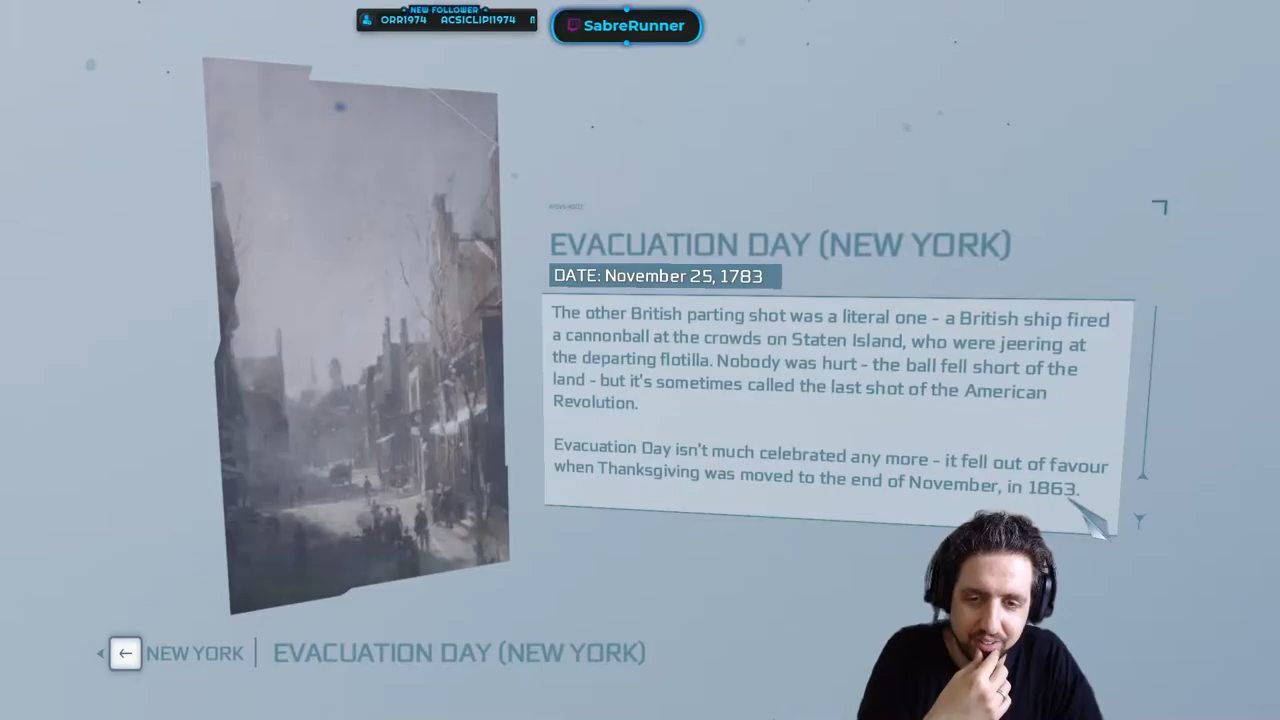 NEW FOLLOWER
ORR1974 ACSICLIPI1974
SabreRunner
EVACUATION DAY (NEW YORK)
DATE: November 25, 1783
The other British parting shot was a literal one - a British ship fired
a cannonball at the crowds on Staten Island, who were jeering at
the departing flotilla. Nobody was hurt - the ball fell short of the
land - but it's sometimes called the last shot of the American
Revolution.
Evacuation Day isn't much celebrated any more - it fell out of favour
when Thanksgiving was moved to the end of November, in 1863.
← NEW YORK | EVACUATION DAY (NEW YORK)